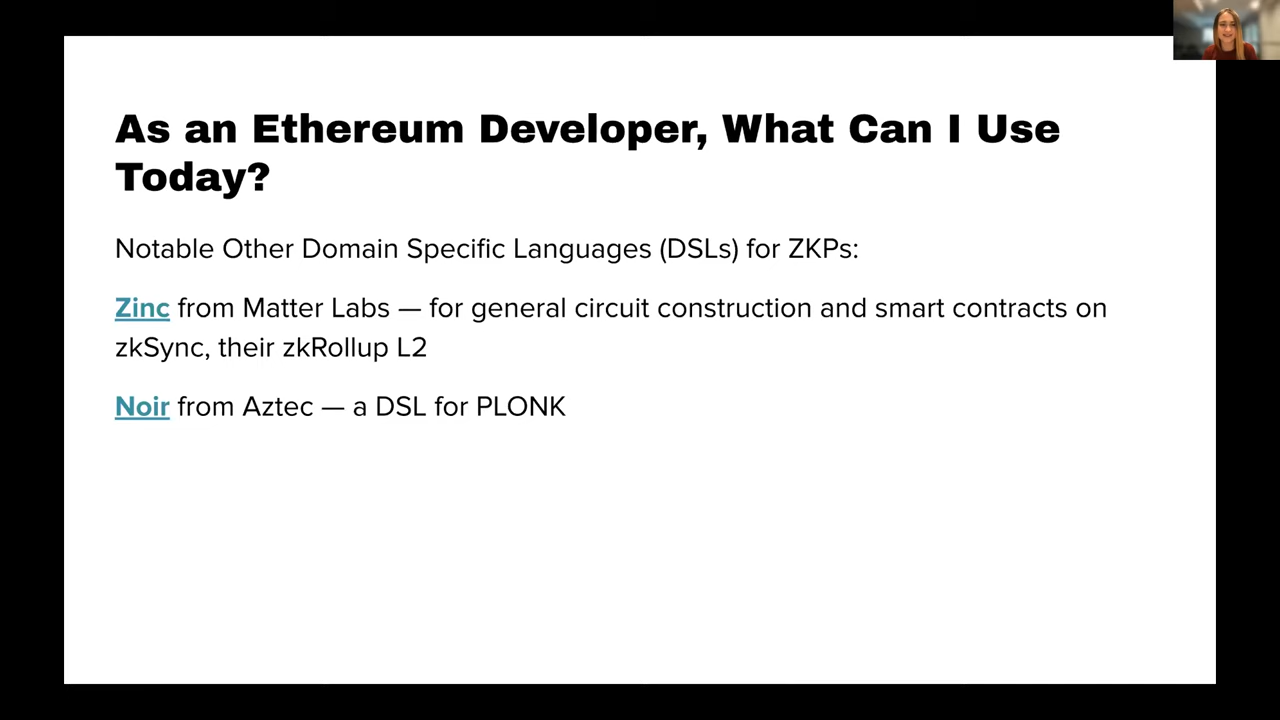 As an Ethereum Developer, What Can I Use
Today?
Notable Other Domain Specific Languages (DSLs) for ZKPs:
Zinc from Matter Labs — for general circuit construction and smart contracts on
zkSync, their zkRollup L2
Noir from Aztec — a DSL for PLONK